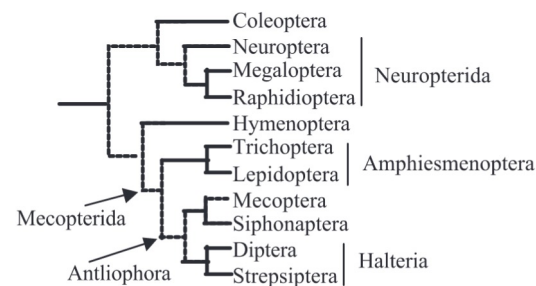 Coleoptera
Neuroptera
Megaloptera
Raphidioptera
Neuropterida
Hymenoptera
Trichoptera
Lepidoptera
Amphiesmenoptera
Mecoptera
Siphonaptera
Mecopterida
Diptera
Strepsiptera
Halteria
Antliophora